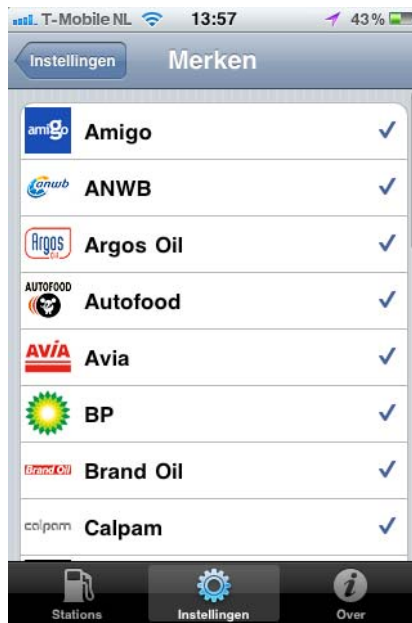 T-Mobile NL 13:57 43%
Instellingen Merken
amigo Amigo
anwb ANWB
Argos Oil Argos Oil
AUTOFOOD
Autofood
AVIA Avia
BP
Brand Oil Brand Oil
calpam Calpam
Stations Instellingen Over